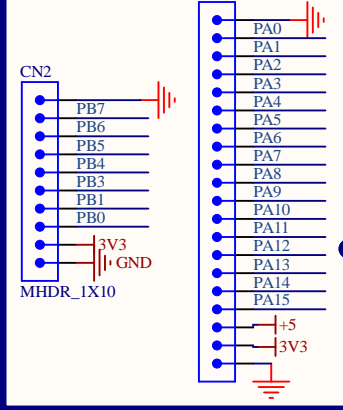 CN2
PB7
PB6
PB5
PB4
PB3
PB1
PB0
3V3
GND
MHDR_1X10
PA0
PA1
PA2
PA3
PA4
PA5
PA6
PA7
PA8
PA9
PA10
PA11
PA12
PA13
PA14
PA15
+5
3V3